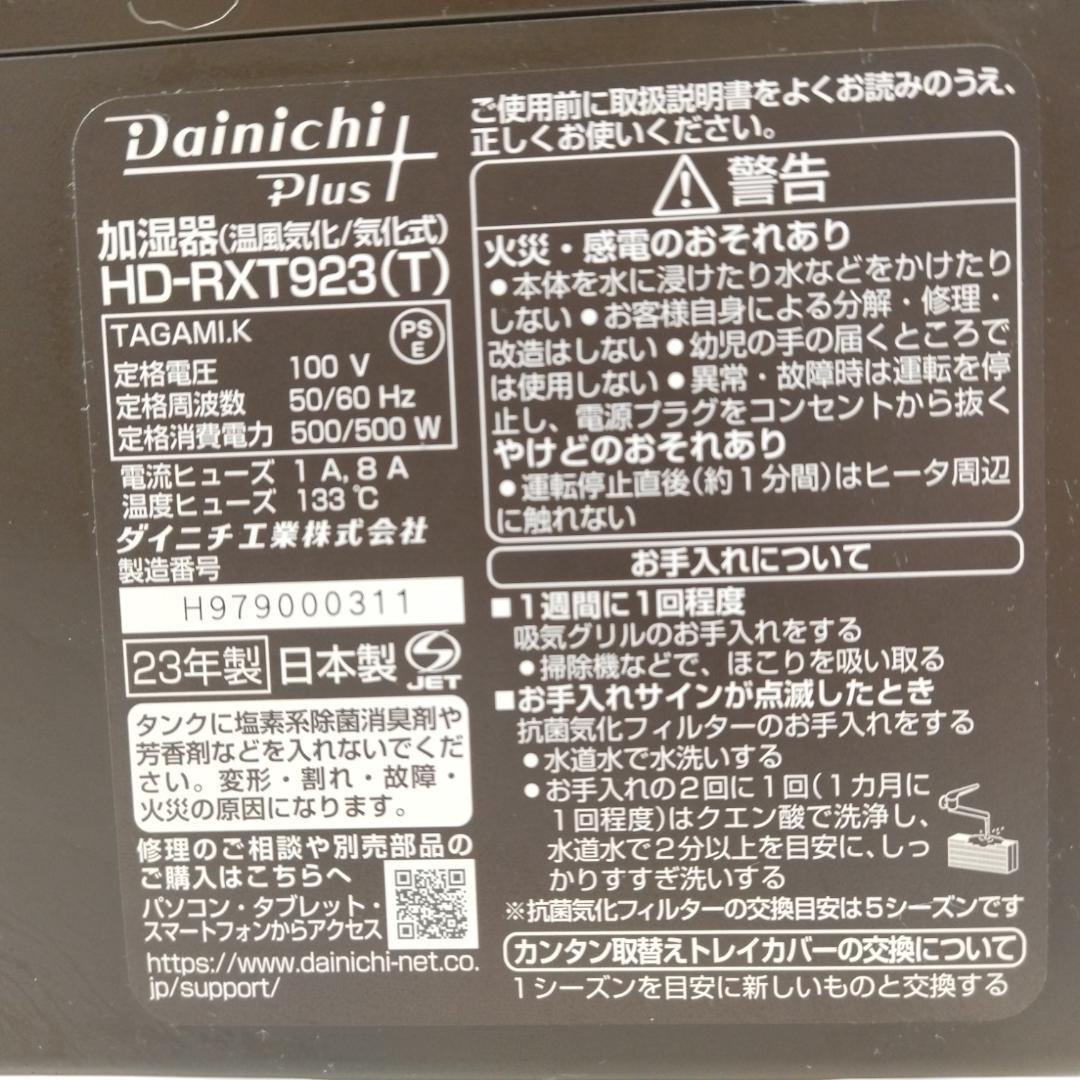 Dainichi
Plus
加湿器(温風気化/気化式)
HD-RXT923(T)
TAGAMI.K
PS
E
定格電圧 100 V
定格周波数 50/60 Hz
定格消費電力 500/500 W
電流ヒューズ 1 A, 8 A
温度ヒューズ 133 ℃
ダイニチ工業株式会社
製造番号
H979000311
23年製 日本製
JET
タンクに塩素系除菌消臭剤や
芳香剤などを入れないでくだ
さい。変形・割れ・故障・
火災の原因になります。
修理のご相談や別売部品の
ご購入はこちらへ
パソコン・タブレット・
スマートフォンからアクセス
https://www.dainichi-net.co.
jp/support/
ご使用前に取扱説明書をよくお読みのうえ、
正しくお使いください。
警告
火災・感電のおそれあり
●本体を水に浸けたり水などをかけたり
しない●お客様自身による分解・修理・
改造はしない●幼児の手の届くところで
は使用しない●異常・故障時は運転を停
止し、電源プラグをコンセントから抜く
やけどのおそれあり
●運転停止直後(約1分間)はヒータ周辺
に触れない
お手入れについて
■1週間に1回程度
吸気グリルのお手入れをする
●掃除機などで、ほこりを吸い取る
■お手入れサインが点滅したとき
抗菌気化フィルターのお手入れをする
●水道水で水洗いする
●お手入れの2回に1回(1カ月に
1回程度)はクエン酸で洗浄し、
水道水で2分以上を目安に、しっ
かりすすぎ洗いする
※抗菌気化フィルターの交換目安は5シーズンです
カンタン取替えトレイカバーの交換について
1シーズンを目安に新しいものと交換する